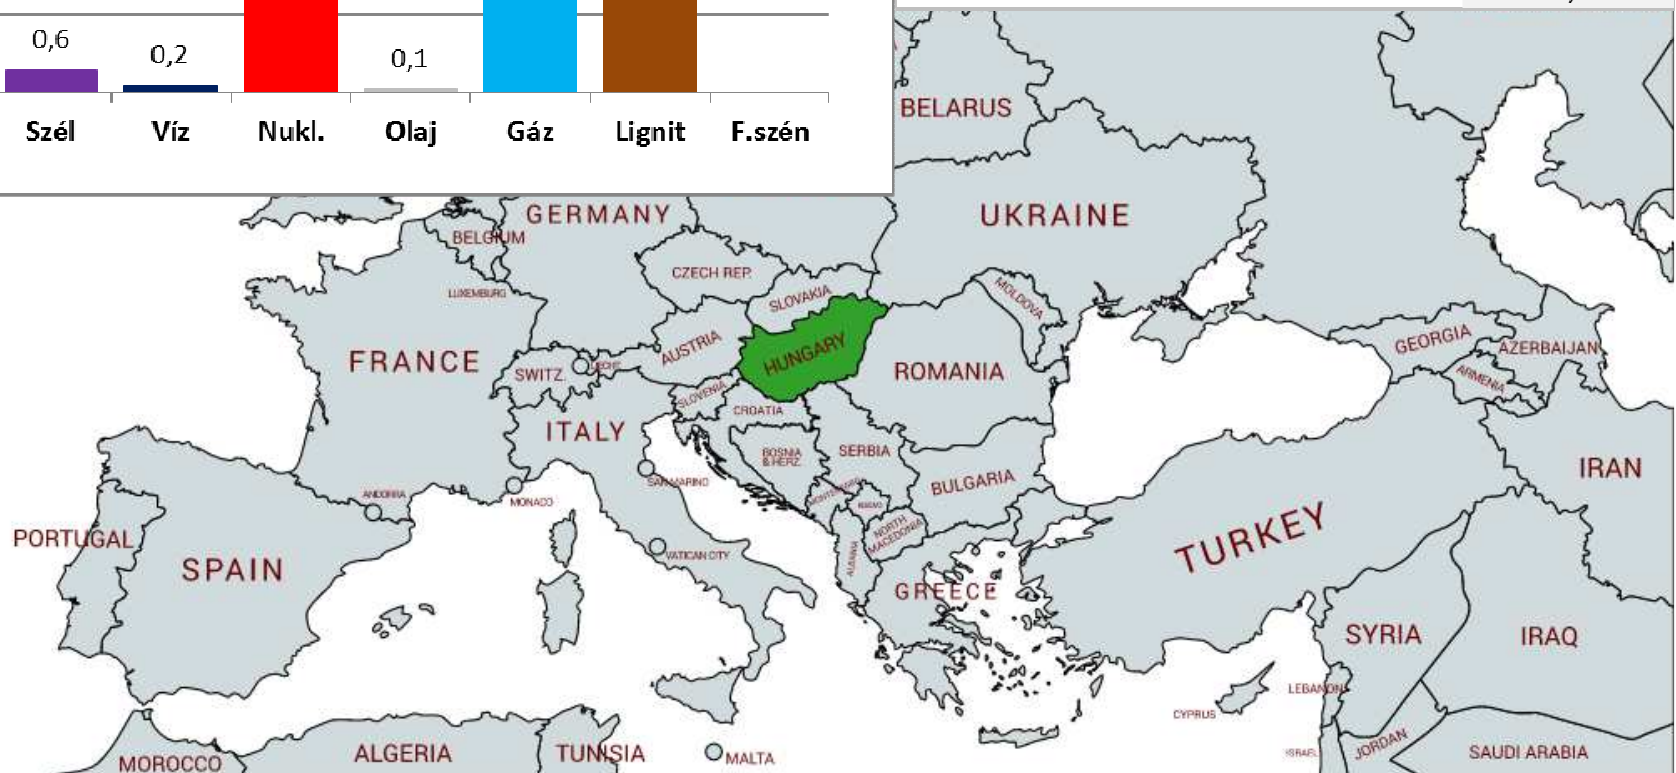 0,6
0,2
0,1
Szél Víz Nukl. Olaj Gáz Lignit F.szén
BELARUS
GERMANY
UKRAINE
BELGIUM
CZECH REP.
LUXEMBURG
SLOVAKIA
MOLDOVA
FRANCE
AUSTRIA
HUNGARY
GEORGIA
AZERBAIJAN
SWITZ.
LIECHT.
ROMANIA
ARMENIA
SLOVENIA
CROATIA
ITALY
BOSNIA
& HERZ.
SERBIA
IRAN
ANDORRA
MONACO
SAN MARINO
MONTENEGRO
BULGARIA
PORTUGAL
SPAIN
VATICAN CITY
ALBANIA
NORTH
MACEDONIA
TURKEY
GREECE
SYRIA
IRAQ
LEBANON
CYPRUS
MOROCCO
ALGERIA
TUNISIA
MALTA
ISRAEL
JORDAN
SAUDI ARABIA